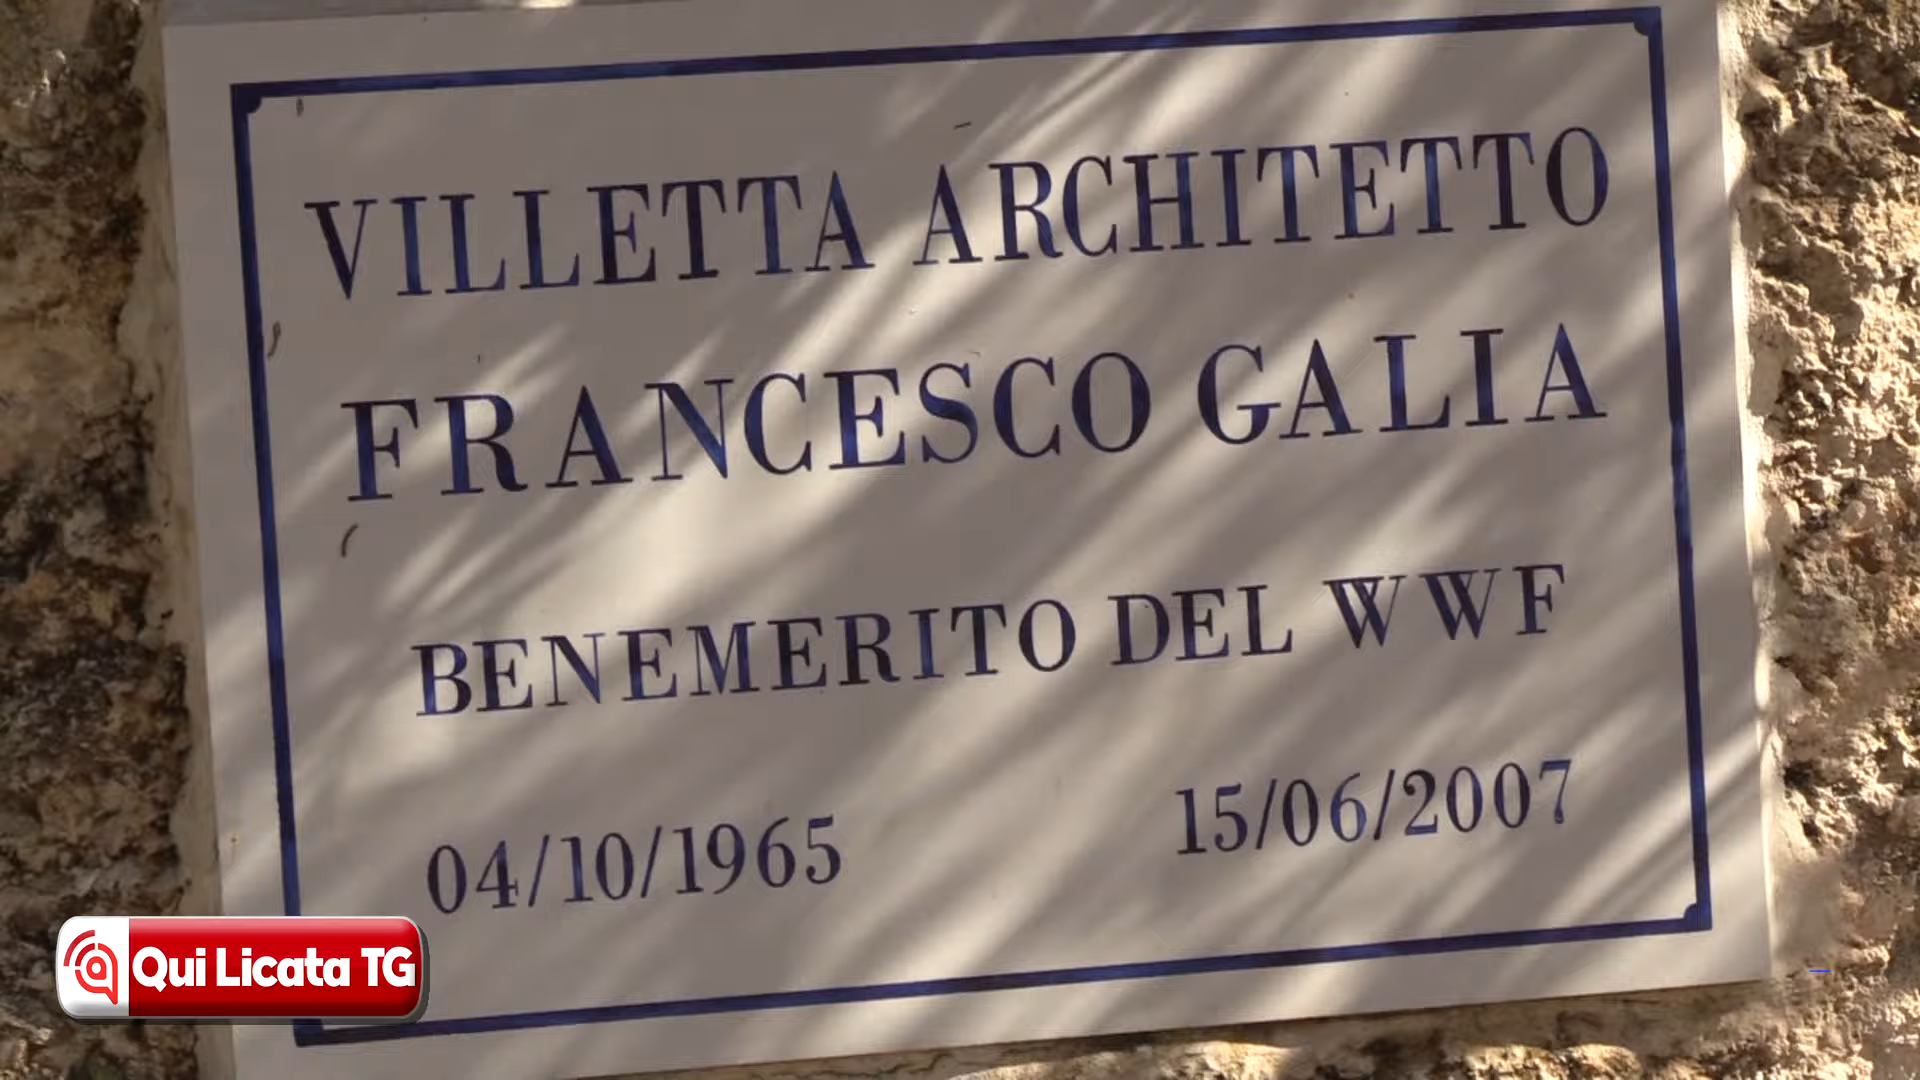 VILLETTA ARCHITETTO
FRANCESCO GALIA
BENEMERITO DEL WWF
04/10/1965 15/06/2007
Qui Licata TG